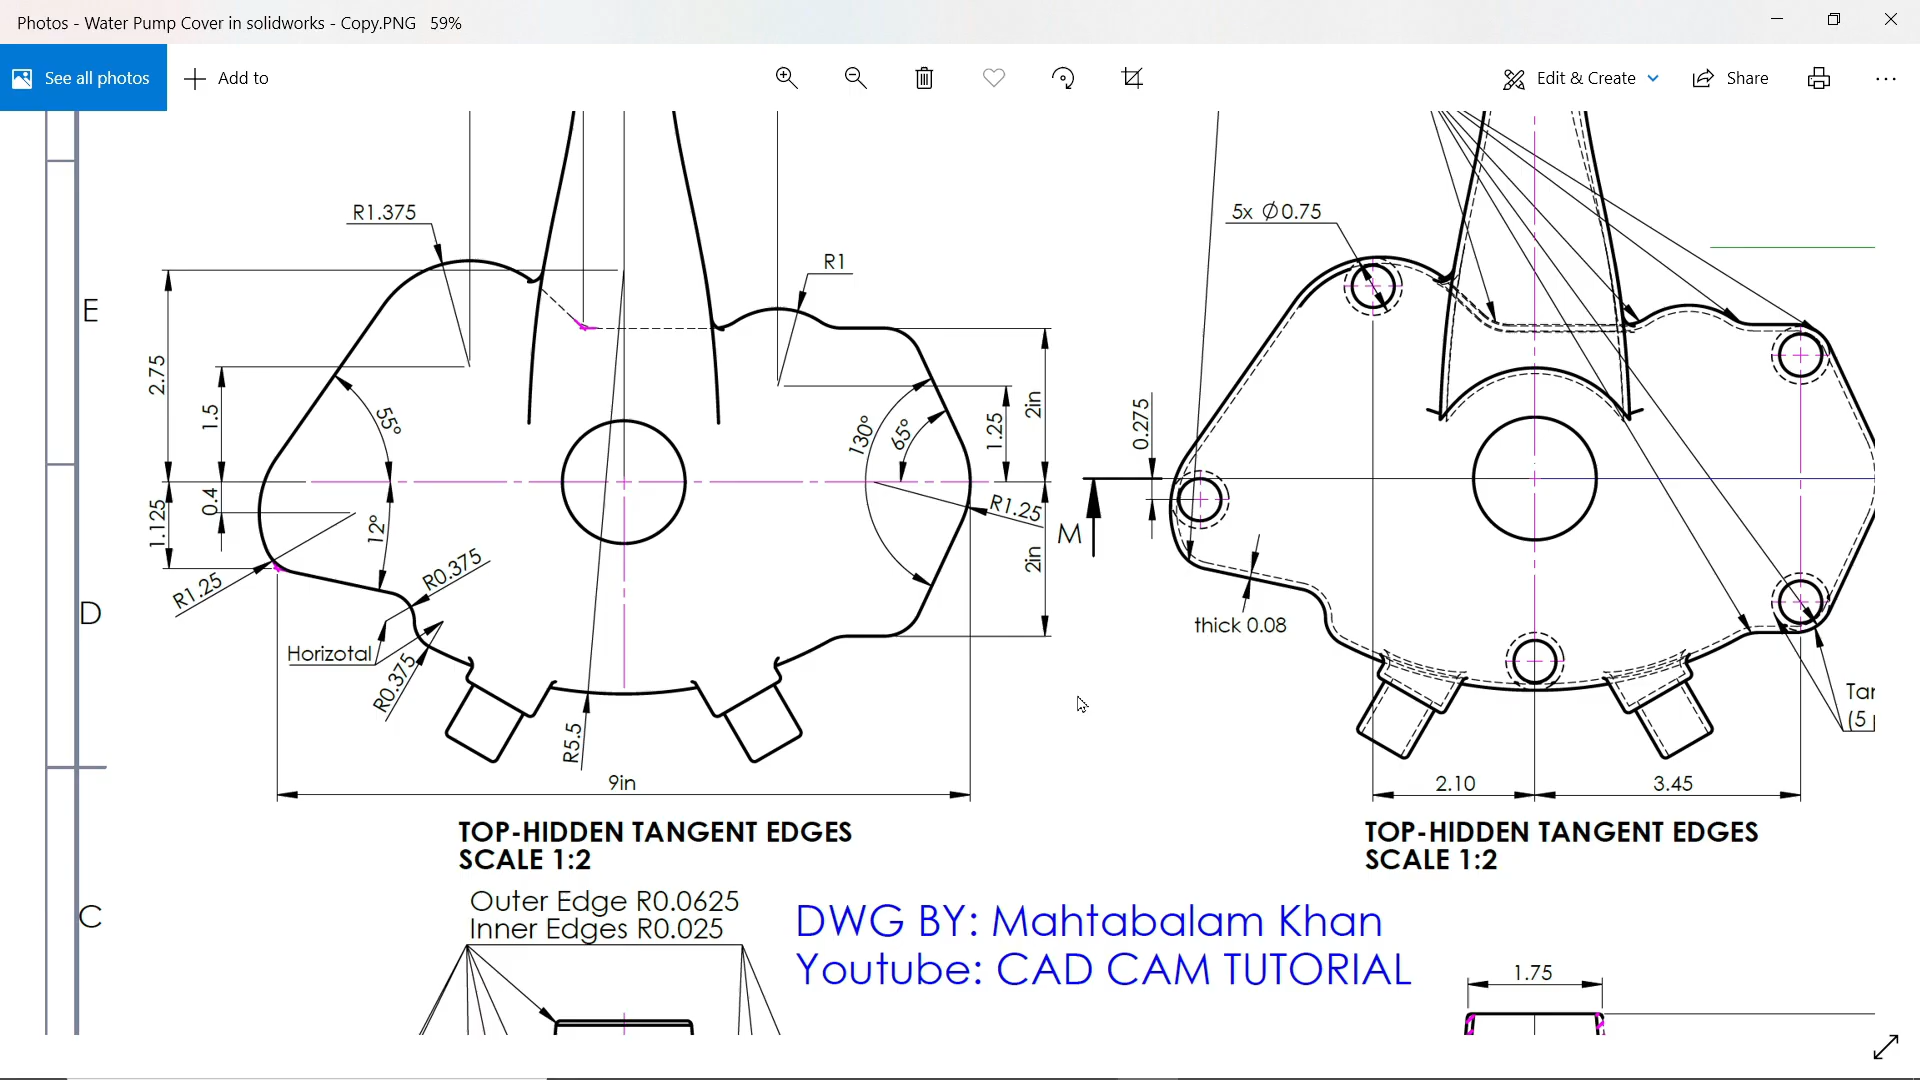 Photos - Water Pump Cover in solidworks - Copy.PNG 59%
See all photos
Add to
Edit & Create
Share
R1.375
R1
5x Ø0.75
E
2.75
1.5
55°
130°
65°
1.25
2in
0.275
1.125
0.4
12°
R1.25
M
2in
R1.25
R0.375
D
thick 0.08
Horizotal
R0.375
R5.5
(5
9in
2.10
3.45
TOP-HIDDEN TANGENT EDGES
SCALE 1:2
TOP-HIDDEN TANGENT EDGES
SCALE 1:2
C
Outer Edge R0.0625
Inner Edges R0.025
DWG BY: Mahtabalam Khan
Youtube: CAD CAM TUTORIAL
1.75